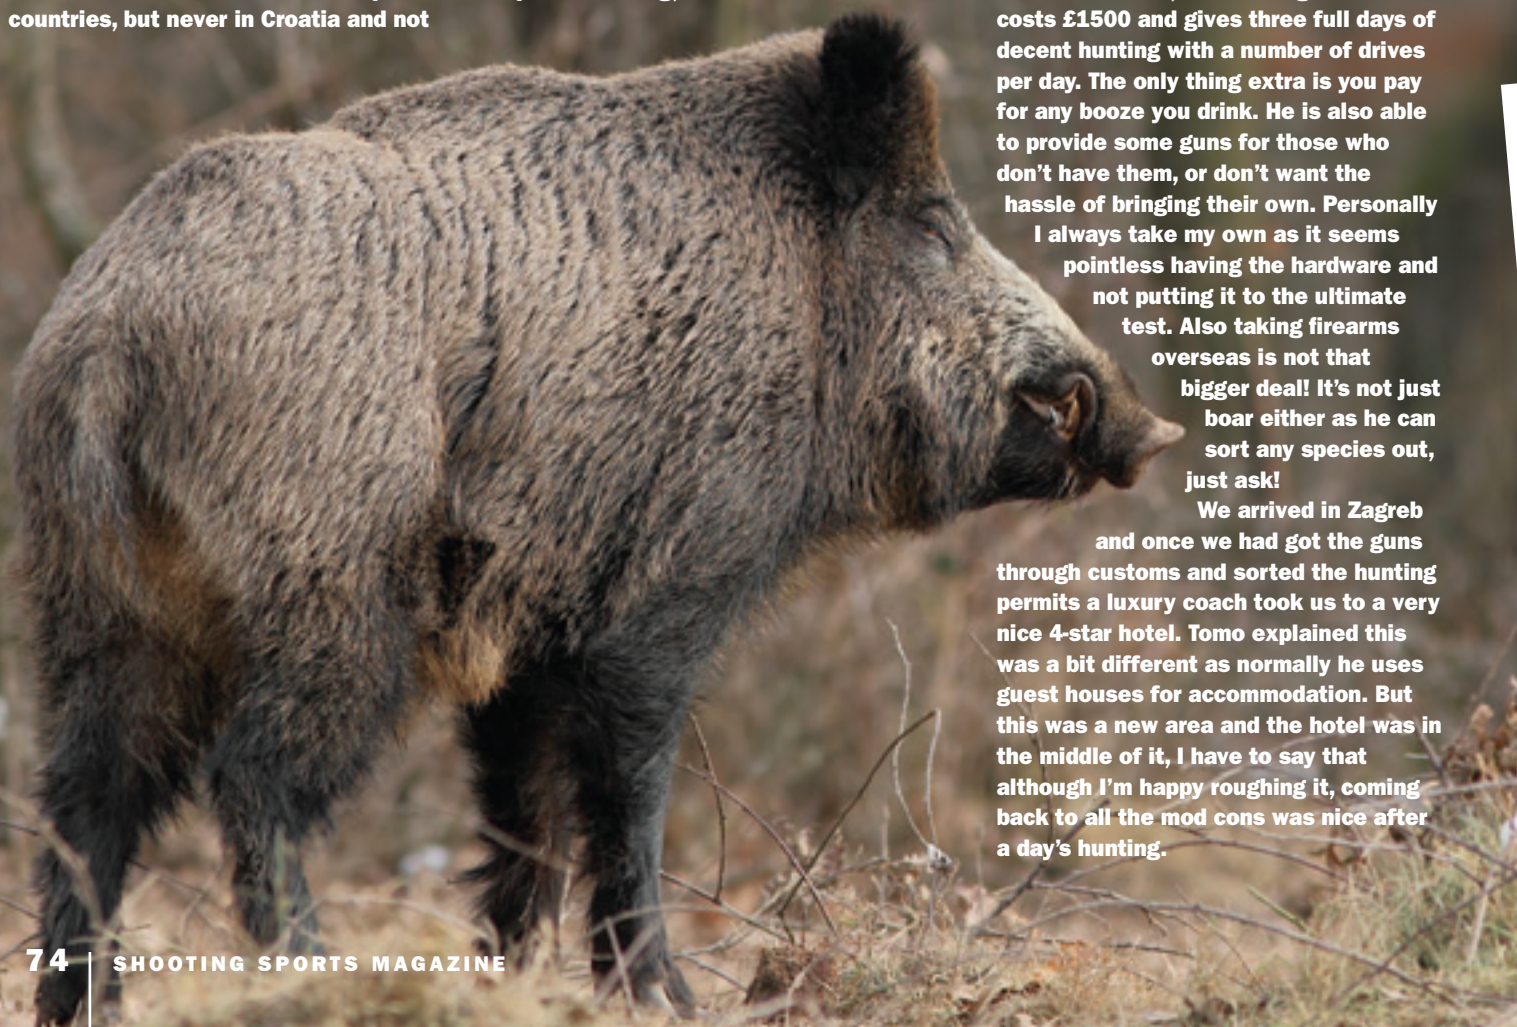 countries, but never in Croatia and not
costs £1500 and gives three full days of
decent hunting with a number of drives
per day. The only thing extra is you pay
for any booze you drink. He is also able
to provide some guns for those who
don’t have them, or don’t want the
hassle of bringing their own. Personally
I always take my own as it seems
pointless having the hardware and
not putting it to the ultimate
test. Also taking firearms
overseas is not that
bigger deal! It’s not just
boar either as he can
sort any species out,
just ask!
We arrived in Zagreb
and once we had got the guns
through customs and sorted the hunting
permits a luxury coach took us to a very
nice 4-star hotel. Tomo explained this
was a bit different as normally he uses
guest houses for accommodation. But
this was a new area and the hotel was in
the middle of it, I have to say that
although I’m happy roughing it, coming
back to all the mod cons was nice after
a day’s hunting.
74 SHOOTING SPORTS MAGAZINE